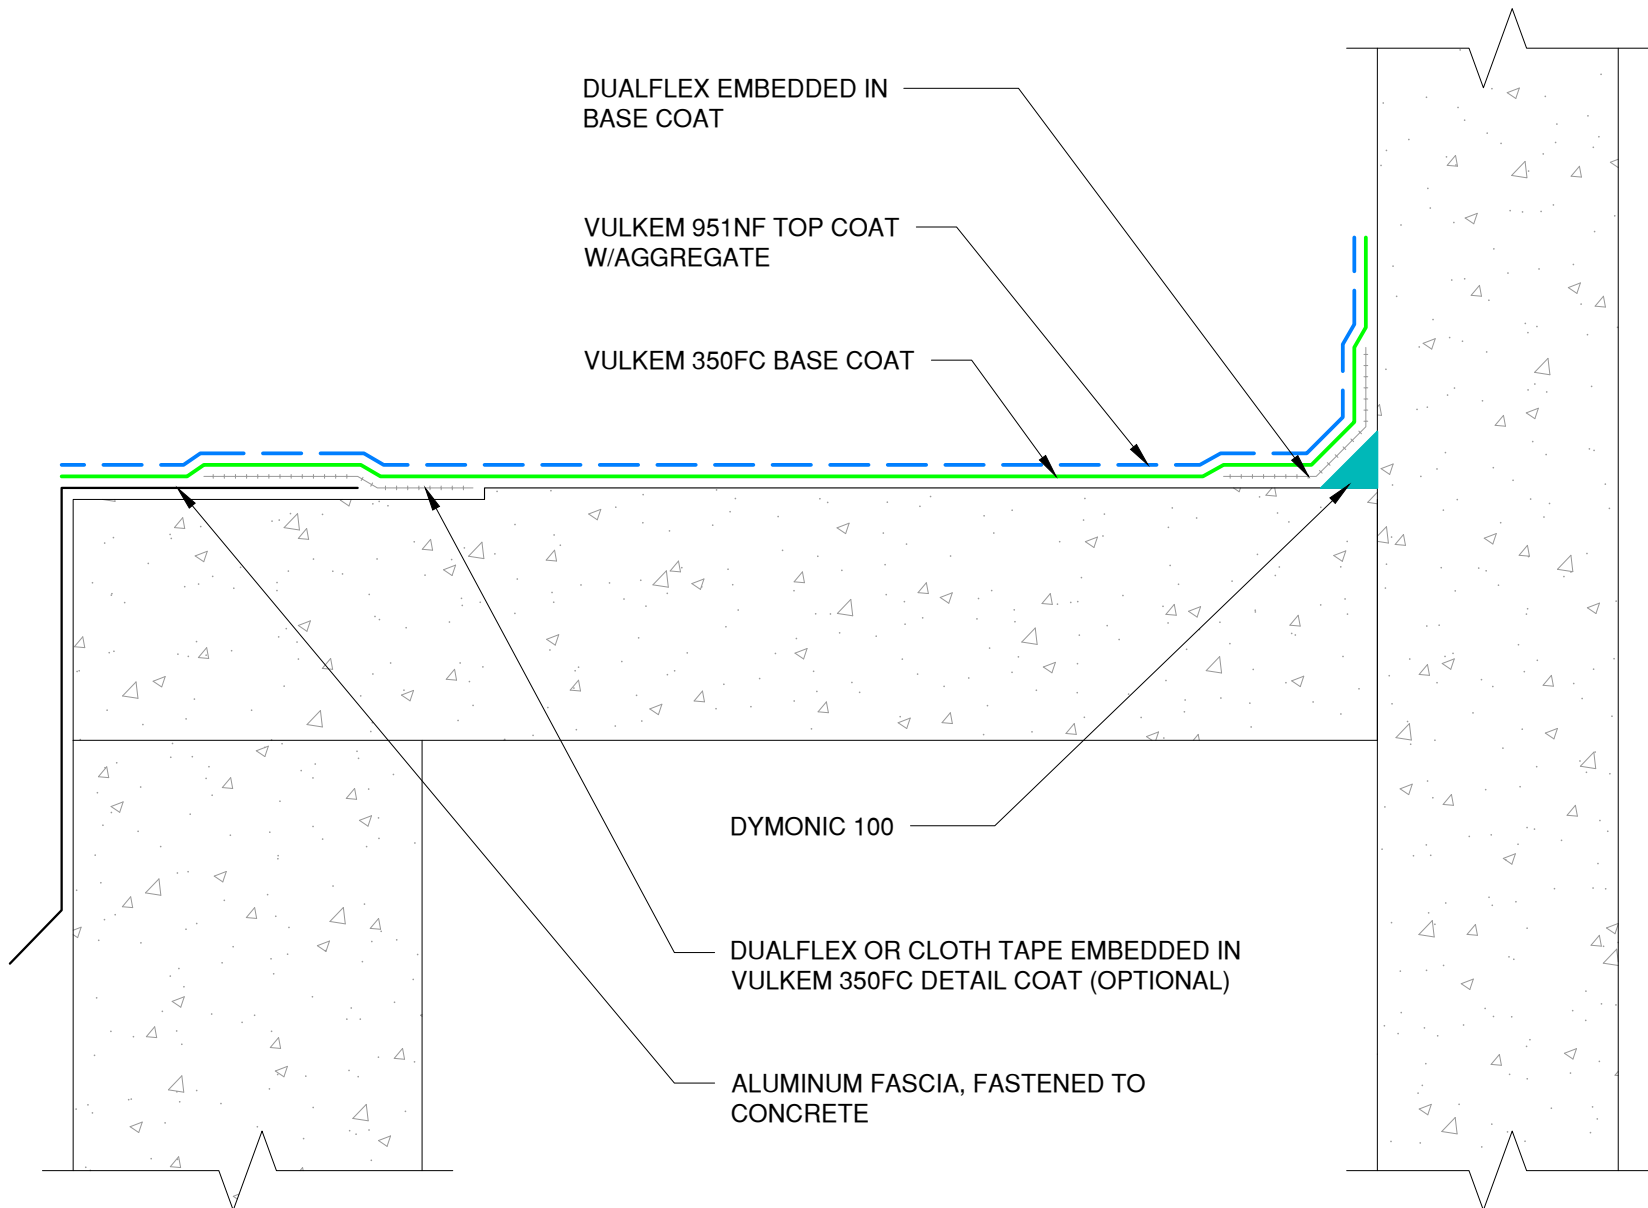 DUALFLEX EMBEDDED IN
BASE COAT
VULKEM 951NF TOP COAT
W/AGGREGATE
VULKEM 350FC BASE COAT
DYMONIC 100
DUALFLEX OR CLOTH TAPE EMBEDDED IN
VULKEM 350FC DETAIL COAT (OPTIONAL)
ALUMINUM FASCIA, FASTENED TO
CONCRETE